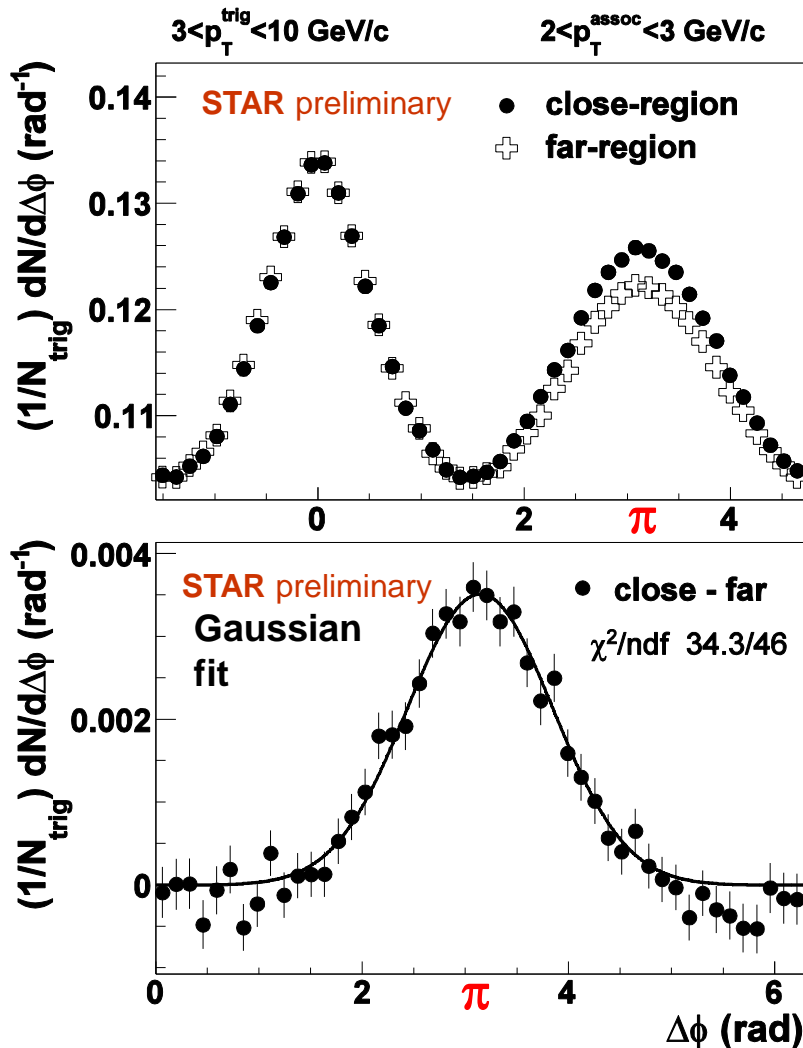 3<p_T^trig<10 GeV/c 2<p_T^assoc<3 GeV/c
(1/N_trig) dN/dΔϕ (rad^-1)
0.14
0.13
0.12
0.11
STAR preliminary
close-region
far-region
0 2 π 4
(1/N_trig) dN/dΔϕ (rad^-1)
0.004
0.002
0
STAR preliminary
Gaussian
fit
close - far
χ²/ndf 34.3/46
0 2 π 4 6
Δϕ (rad)